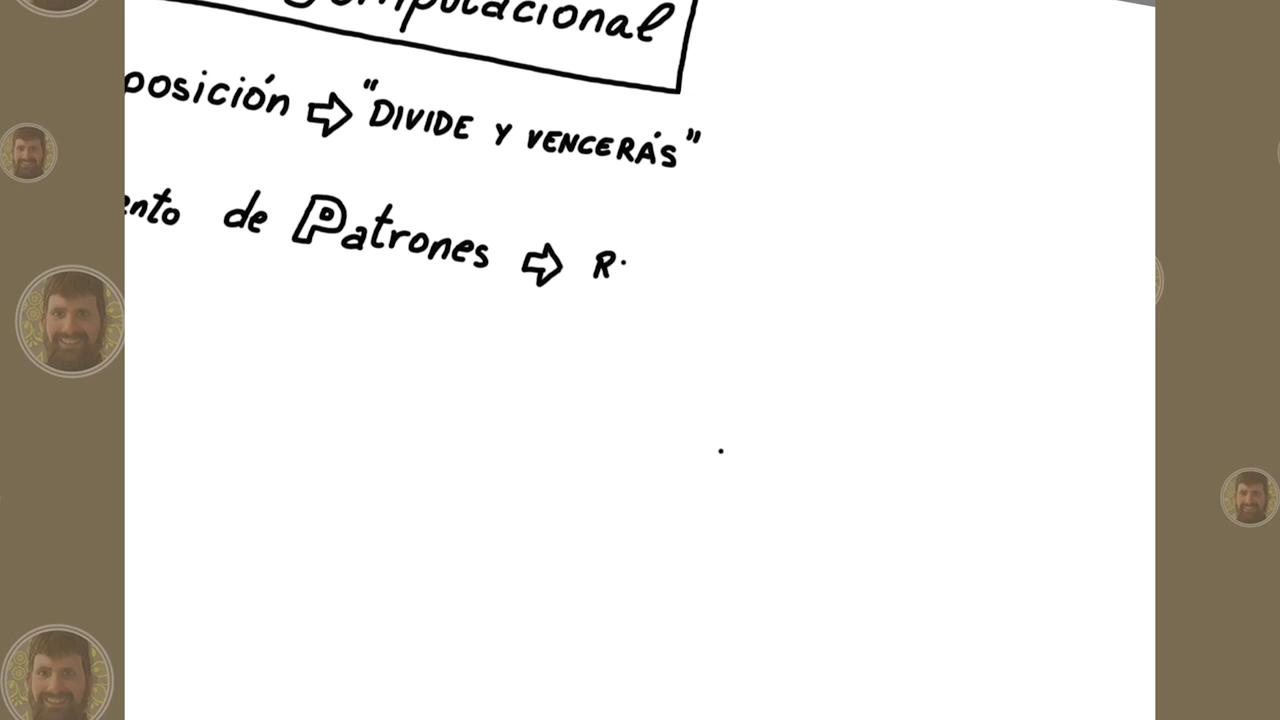 Computacional
posición ⇨ "DIVIDE Y VENCERÁS"
ento de Patrones ⇨ R